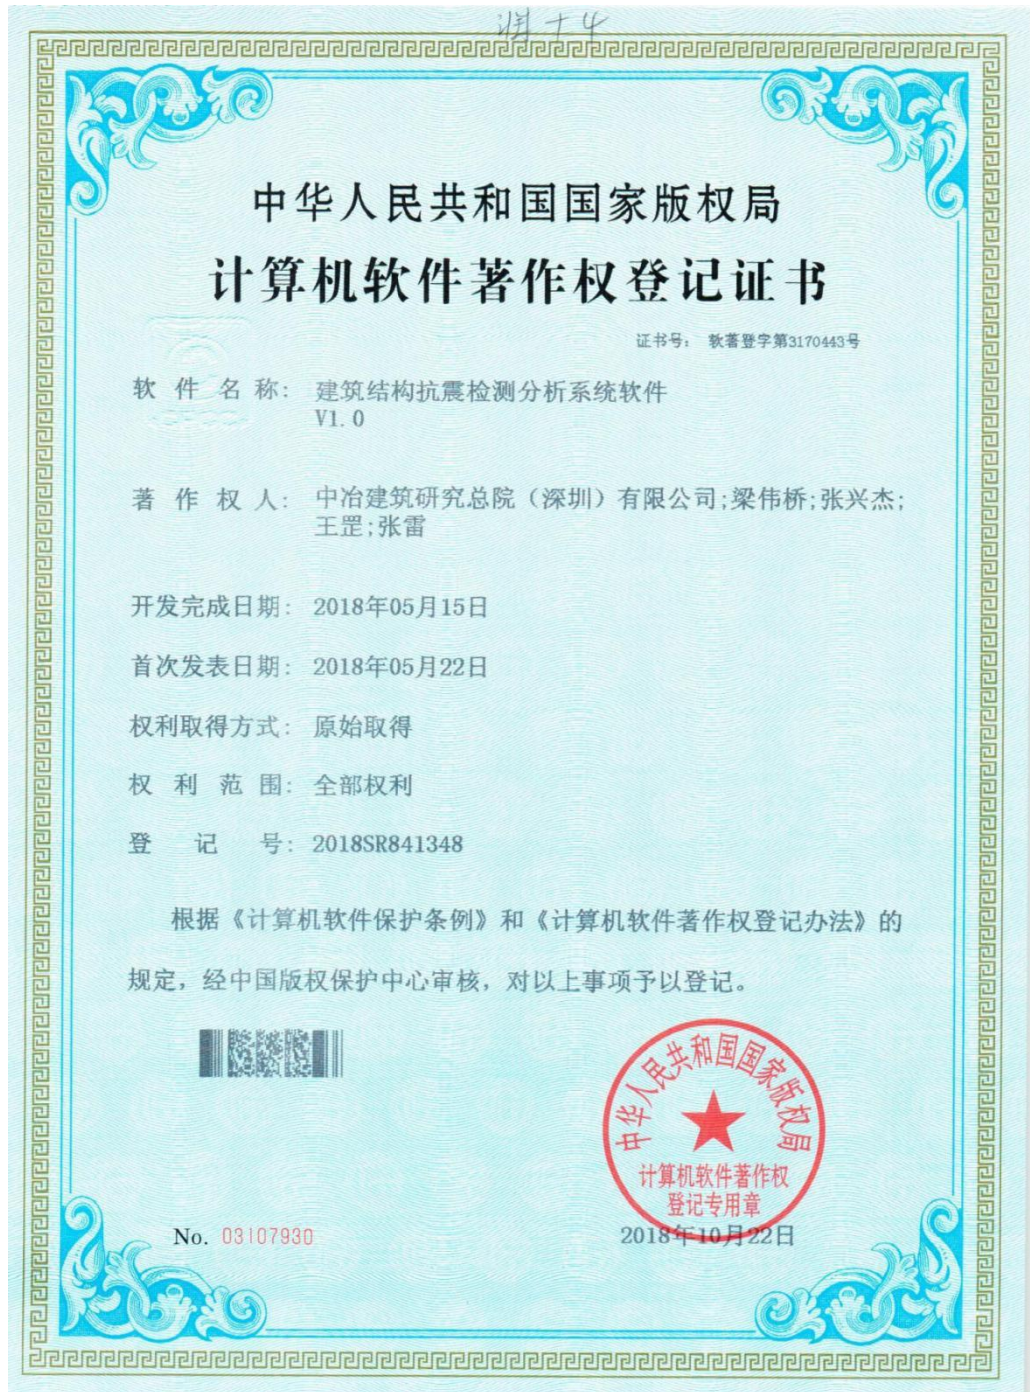 十4
中华人民共和国国家版权局
计算机软件著作权登记证书
证书号： 软著登字第3170443号
软件名称： 建筑结构抗震检测分析系统软件
V1.0
著作权人： 中冶建筑研究总院（深圳）有限公司;梁伟桥;张兴杰;
王罡;张雷
开发完成日期： 2018年05月15日
首次发表日期： 2018年05月22日
权利取得方式： 原始取得
权利范围： 全部权利
登记号： 2018SR841348
根据《计算机软件保护条例》和《计算机软件著作权登记办法》的
规定，经中国版权保护中心审核，对以上事项予以登记。
中华人民共和国国家版权局
计算机软件著作权
登记专用章
No. 03107930
2018年10月22日